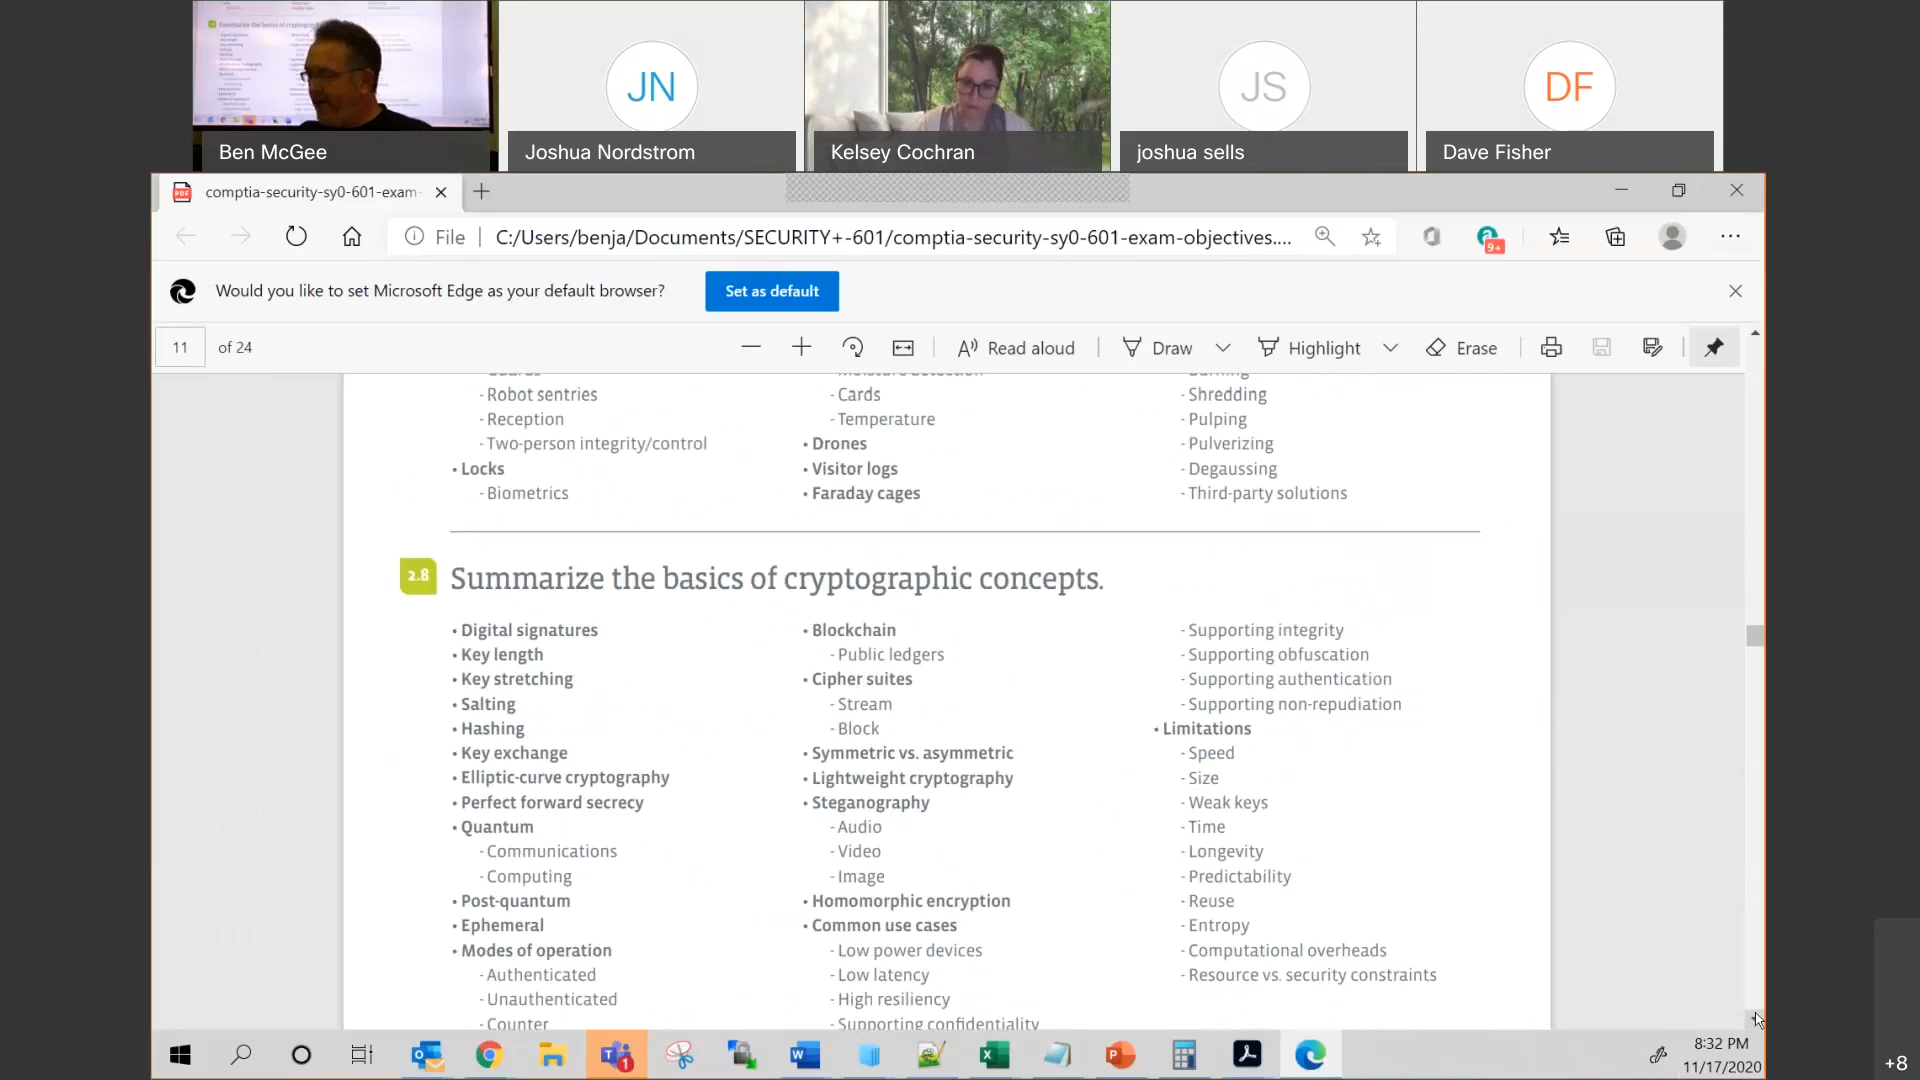 JN
JS
DF
Ben McGee
Joshua Nordstrom
Kelsey Cochran
joshua sells
Dave Fisher
comptia-security-sy0-601-exam-
File
C:/Users/benja/Documents/SECURITY+-601/comptia-security-sy0-601-exam-objectives....
9+
Would you like to set Microsoft Edge as your default browser?
Set as default
11 of 24
Read aloud
Draw
Highlight
Erase
- Robot sentries
- Reception
- Two-person integrity/control
• Locks
- Biometrics
- Cards
- Temperature
• Drones
• Visitor logs
• Faraday cages
- Shredding
- Pulping
- Pulverizing
- Degaussing
- Third-party solutions
2.8 Summarize the basics of cryptographic concepts.
• Digital signatures
• Key length
• Key stretching
• Salting
• Hashing
• Key exchange
• Elliptic-curve cryptography
• Perfect forward secrecy
• Quantum
- Communications
- Computing
• Post-quantum
• Ephemeral
• Modes of operation
- Authenticated
- Unauthenticated
- Counter
• Blockchain
- Public ledgers
• Cipher suites
- Stream
- Block
• Symmetric vs. asymmetric
• Lightweight cryptography
• Steganography
- Audio
- Video
- Image
• Homomorphic encryption
• Common use cases
- Low power devices
- Low latency
- High resiliency
- Supporting confidentiality
- Supporting integrity
- Supporting obfuscation
- Supporting authentication
- Supporting non-repudiation
• Limitations
- Speed
- Size
- Weak keys
- Time
- Longevity
- Predictability
- Reuse
- Entropy
- Computational overheads
- Resource vs. security constraints
8:32 PM
11/17/2020
+8